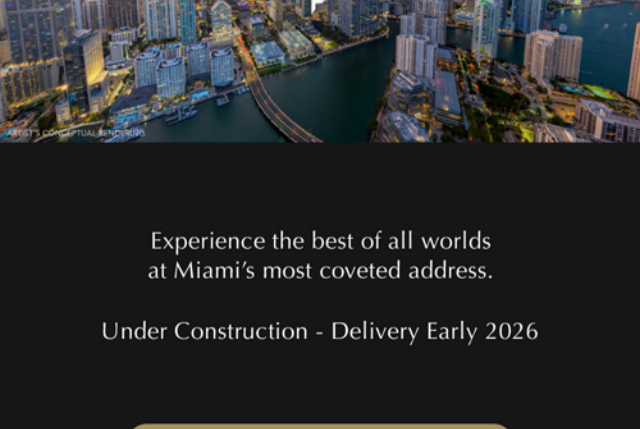 ARTIST'S CONCEPTUAL RENDERING
Experience the best of all worlds
at Miami’s most coveted address.
Under Construction - Delivery Early 2026